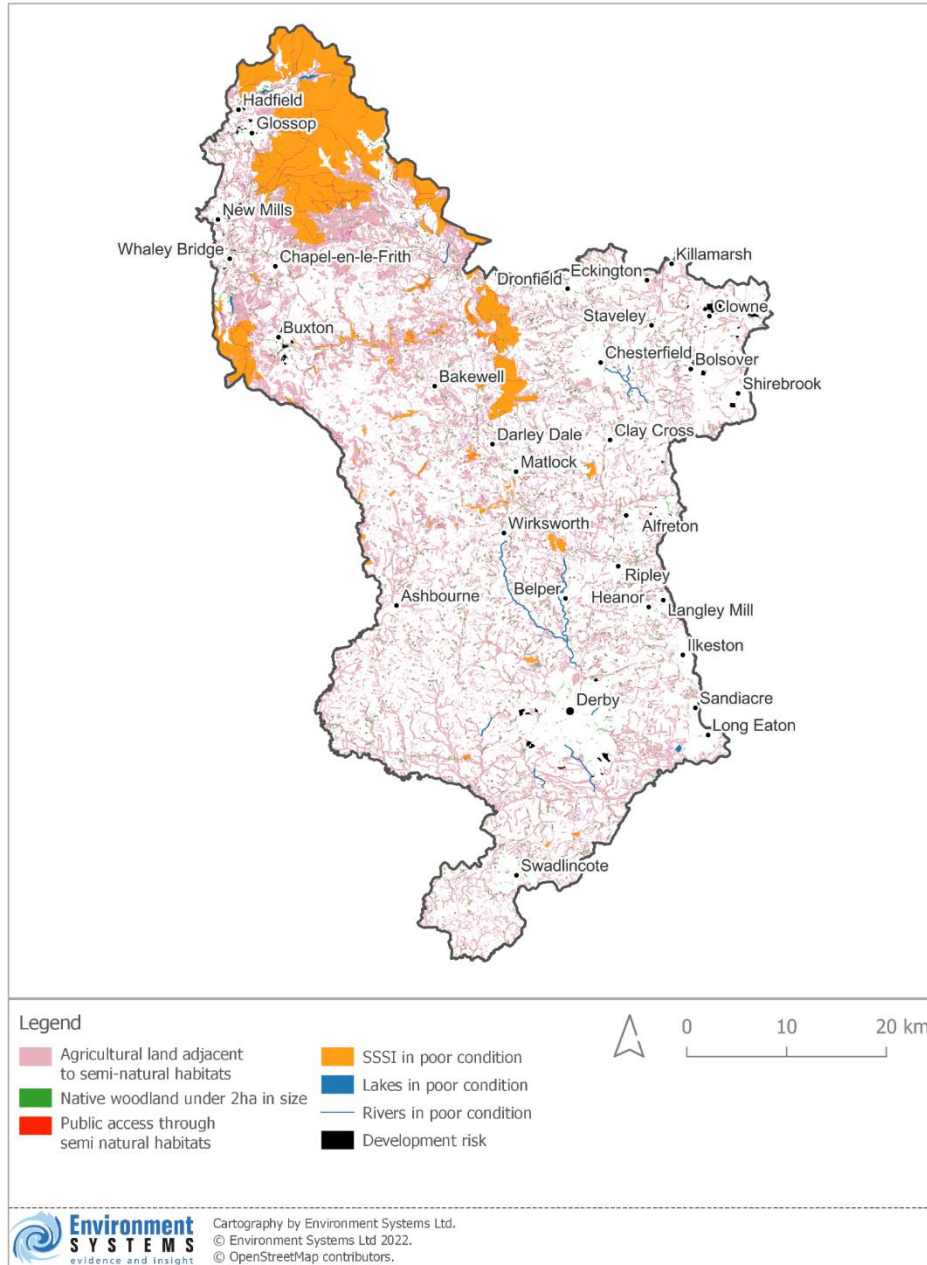 Hadfield
Glossop
New Mills
Whaley Bridge
Chapel-en-le-Frith
Killamarsh
Eckington
Dronfield
Clowne
Staveley
Buxton
Chesterfield
Bolsover
Bakewell
Shirebrook
Darley Dale
Clay Cross
Matlock
Wirksworth
Alfreton
Ripley
Belper
Heanor
Ashbourne
Langley Mill
Ilkeston
Derby
Sandiacre
Long Eaton
Swadlincote
Legend
Agricultural land adjacent
to semi-natural habitats
Native woodland under 2ha in size
Public access through
semi natural habitats
SSSI in poor condition
Lakes in poor condition
Rivers in poor condition
Development risk
0 10 20 km
Environment
SYSTEMS
evidence and insight
Cartography by Environment Systems Ltd.
© Environment Systems Ltd 2022.
© OpenStreetMap contributors.